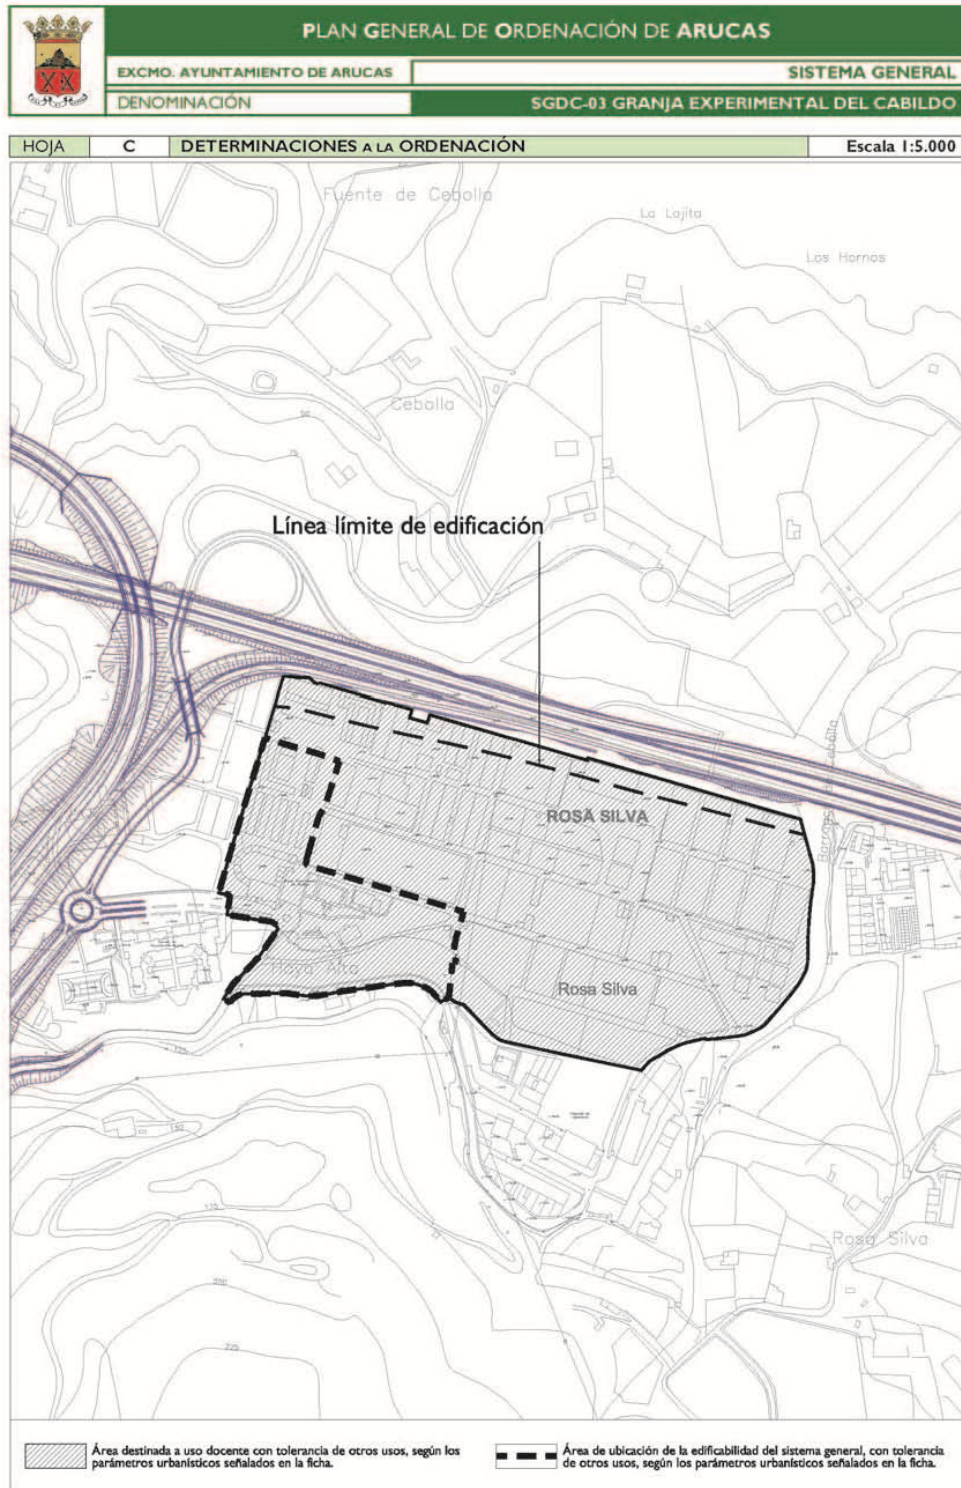 PLAN GENERAL DE ORDENACIÓN DE ARUCAS
EXCMO. AYUNTAMIENTO DE ARUCAS
SISTEMA GENERAL
DENOMINACIÓN
SGDC-03 GRANJA EXPERIMENTAL DEL CABILDO
HOJA C DETERMINACIONES A LA ORDENACIÓN Escala 1:5.000
Fuente de Cebolla
La Lajita
Los Hornos
Cebolla
Línea límite de edificación
ROSA SILVA
Hoya Alta
Rosa Silva
Rosa Silva
225
Área destinada a uso docente con tolerancia de otros usos, según los
parámetros urbanísticos señalados en la ficha.
Área de ubicación de la edificabilidad del sistema general, con tolerancia
de otros usos, según los parámetros urbanísticos señalados en la ficha.